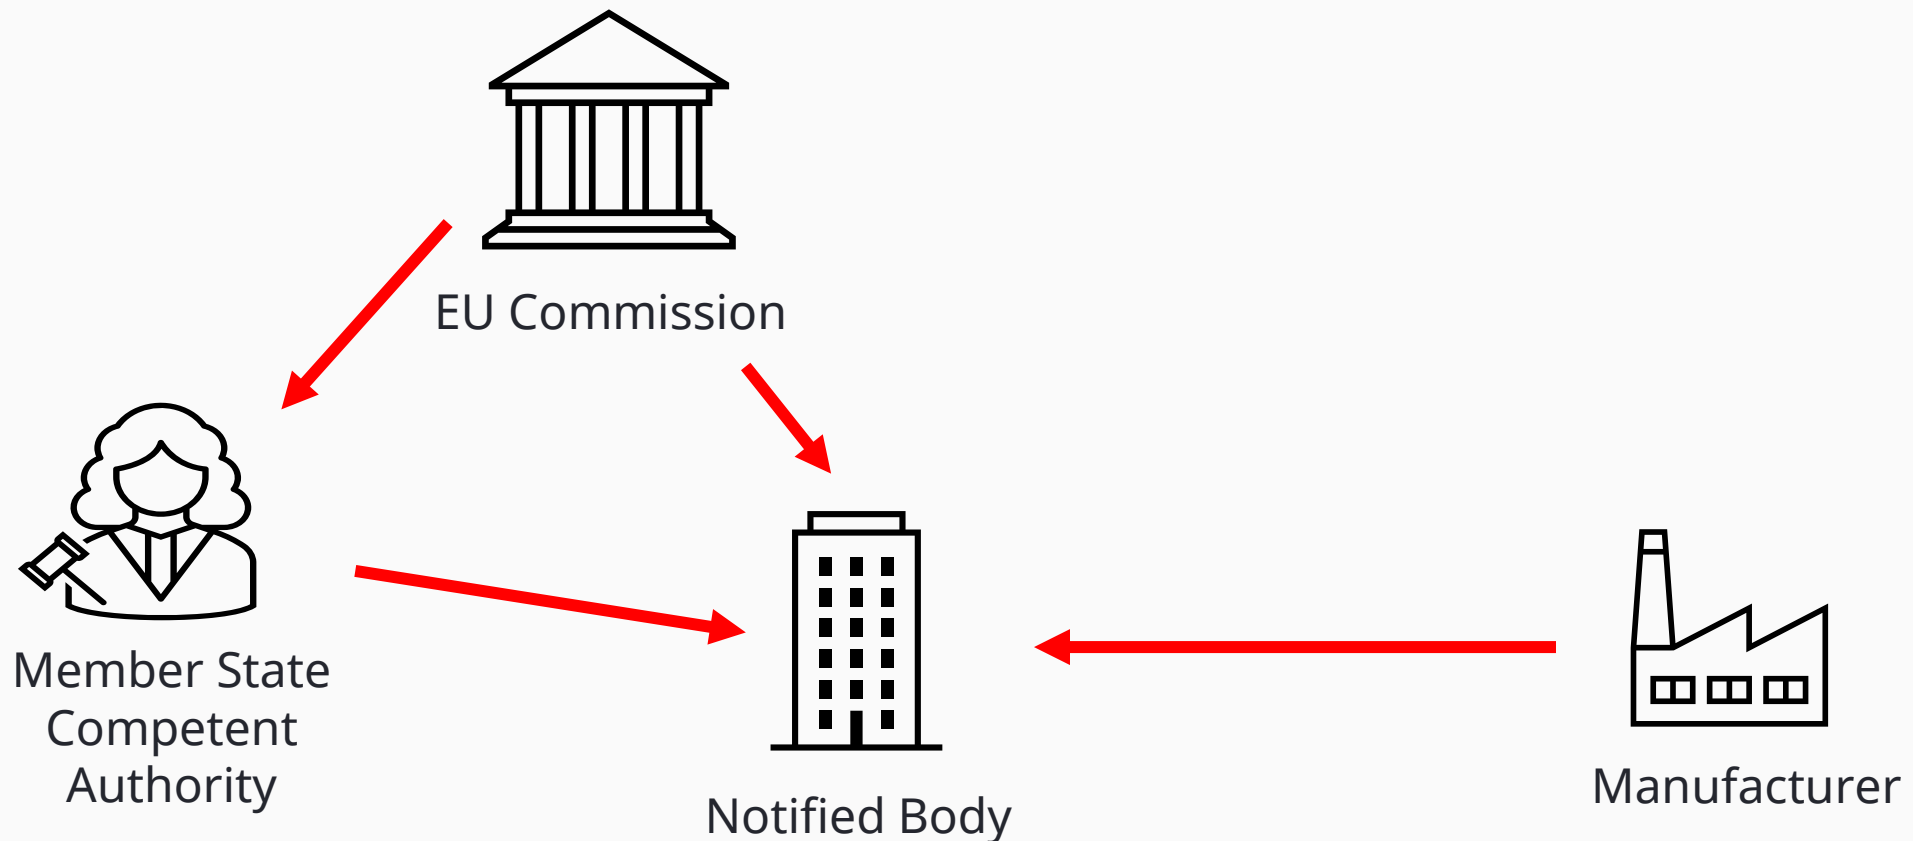 EU Commission
Member State
Competent
Authority
Notified Body
Manufacturer